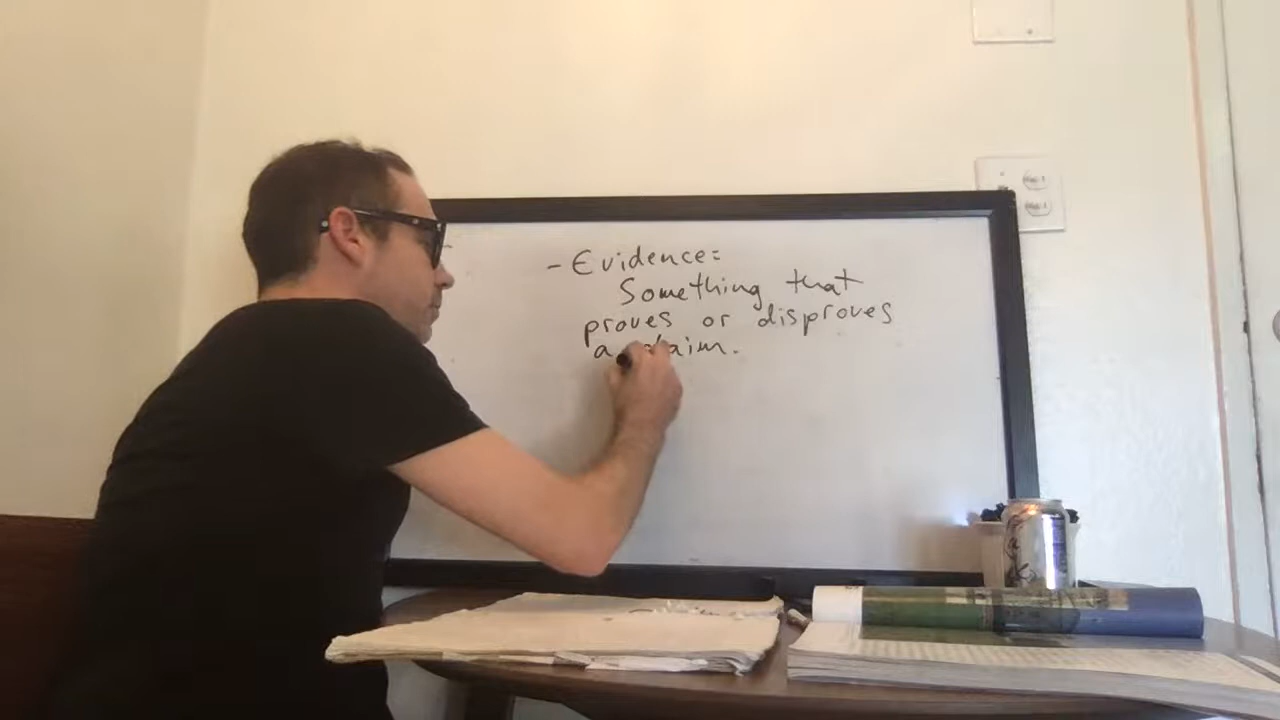 - Evidence:
Something that
proves or disproves
a claim.